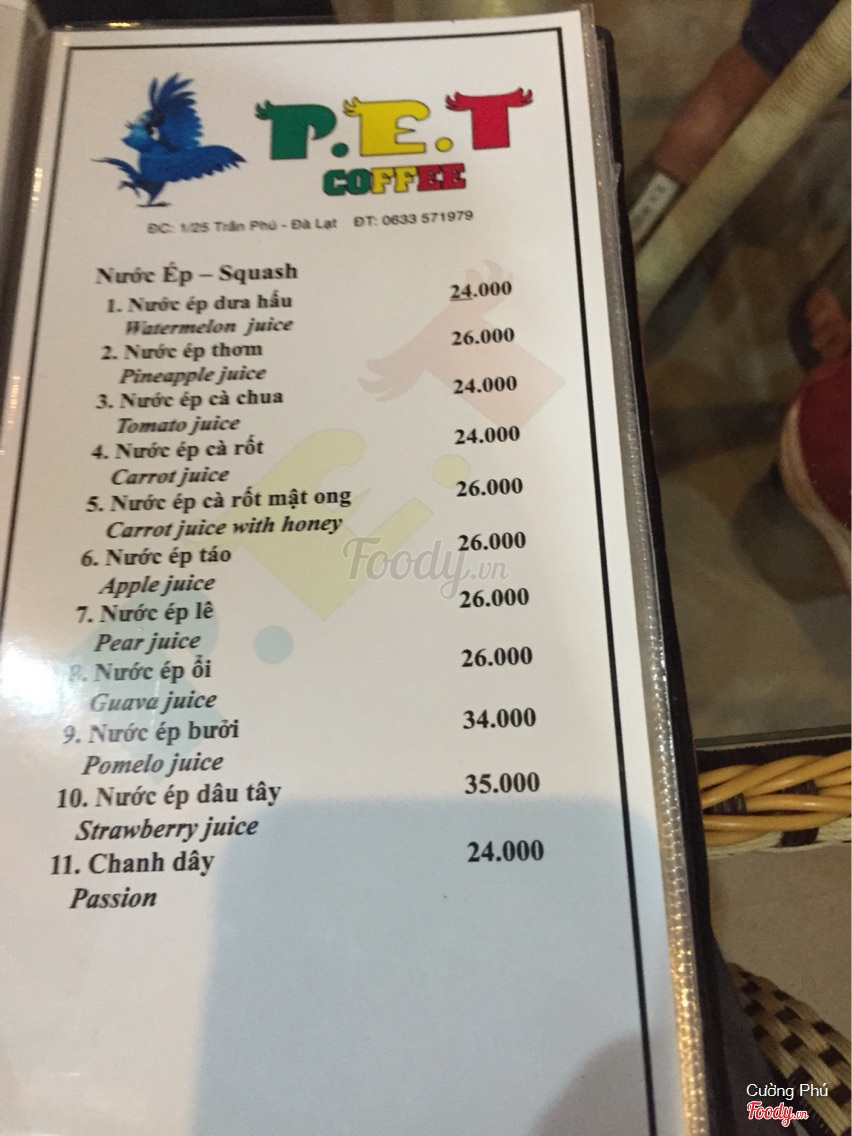 P.E.T
COFFEE
ĐC: 1/25 Trần Phú - Đà Lạt ĐT: 0633 571979
Nước Ép – Squash
1. Nước ép dưa hấu 24.000
Watermelon juice
2. Nước ép thơm 26.000
Pineapple juice
3. Nước ép cà chua 24.000
Tomato juice
4. Nước ép cà rốt 24.000
Carrot juice
5. Nước ép cà rốt mật ong 26.000
Carrot juice with honey
6. Nước ép táo 26.000
Apple juice
7. Nước ép lê 26.000
Pear juice
8. Nước ép ổi 26.000
Guava juice
9. Nước ép bưởi 34.000
Pomelo juice
10. Nước ép dâu tây 35.000
Strawberry juice
11. Chanh dây 24.000
Passion
Foody.vn
Cường Phú
Foody.vn